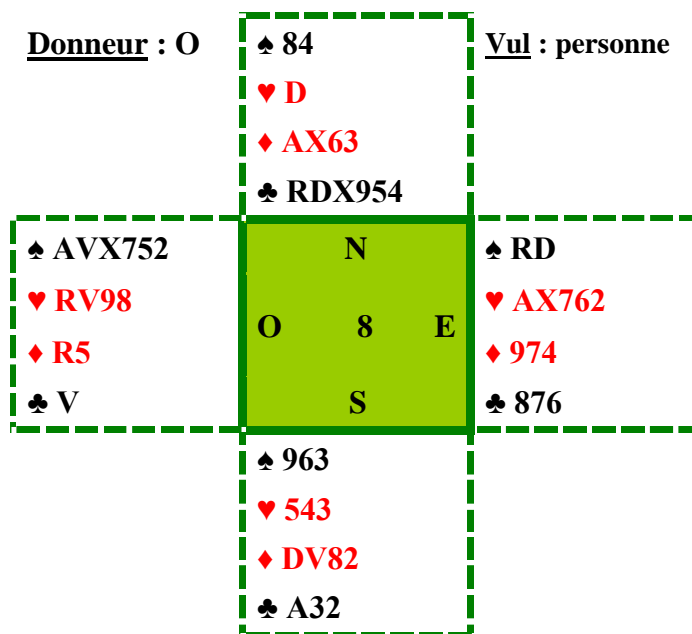 Donneur : O
Vul : personne
♠ 84
♥ D
♦ AX63
♣ RDX954
♠ AVX752
♥ RV98
♦ R5
♣ V
N
O 8 E
S
♠ RD
♥ AX762
♦ 974
♣ 876
♠ 963
♥ 543
♦ DV82
♣ A32